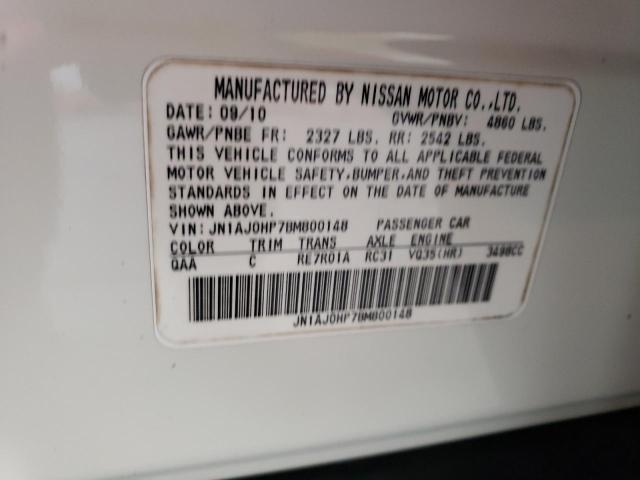 MANUFACTURED BY NISSAN MOTOR CO.,LTD.
DATE: 09/10 GVWR/PNBV: 4860 LBS.
GAWR/PNBE FR: 2327 LBS. RR: 2542 LBS.
THIS VEHICLE CONFORMS TO ALL APPLICABLE FEDERAL
MOTOR VEHICLE SAFETY,BUMPER,AND THEFT PREVENTION
STANDARDS IN EFFECT ON THE DATE OF MANUFACTURE
SHOWN ABOVE.
VIN: JN1AJ0HP7BM800148 PASSENGER CAR
COLOR TRIM TRANS AXLE ENGINE
QAA C RE7R01A RC31 VQ35(HR) 3498CC
JN1AJ0HP7BM800148